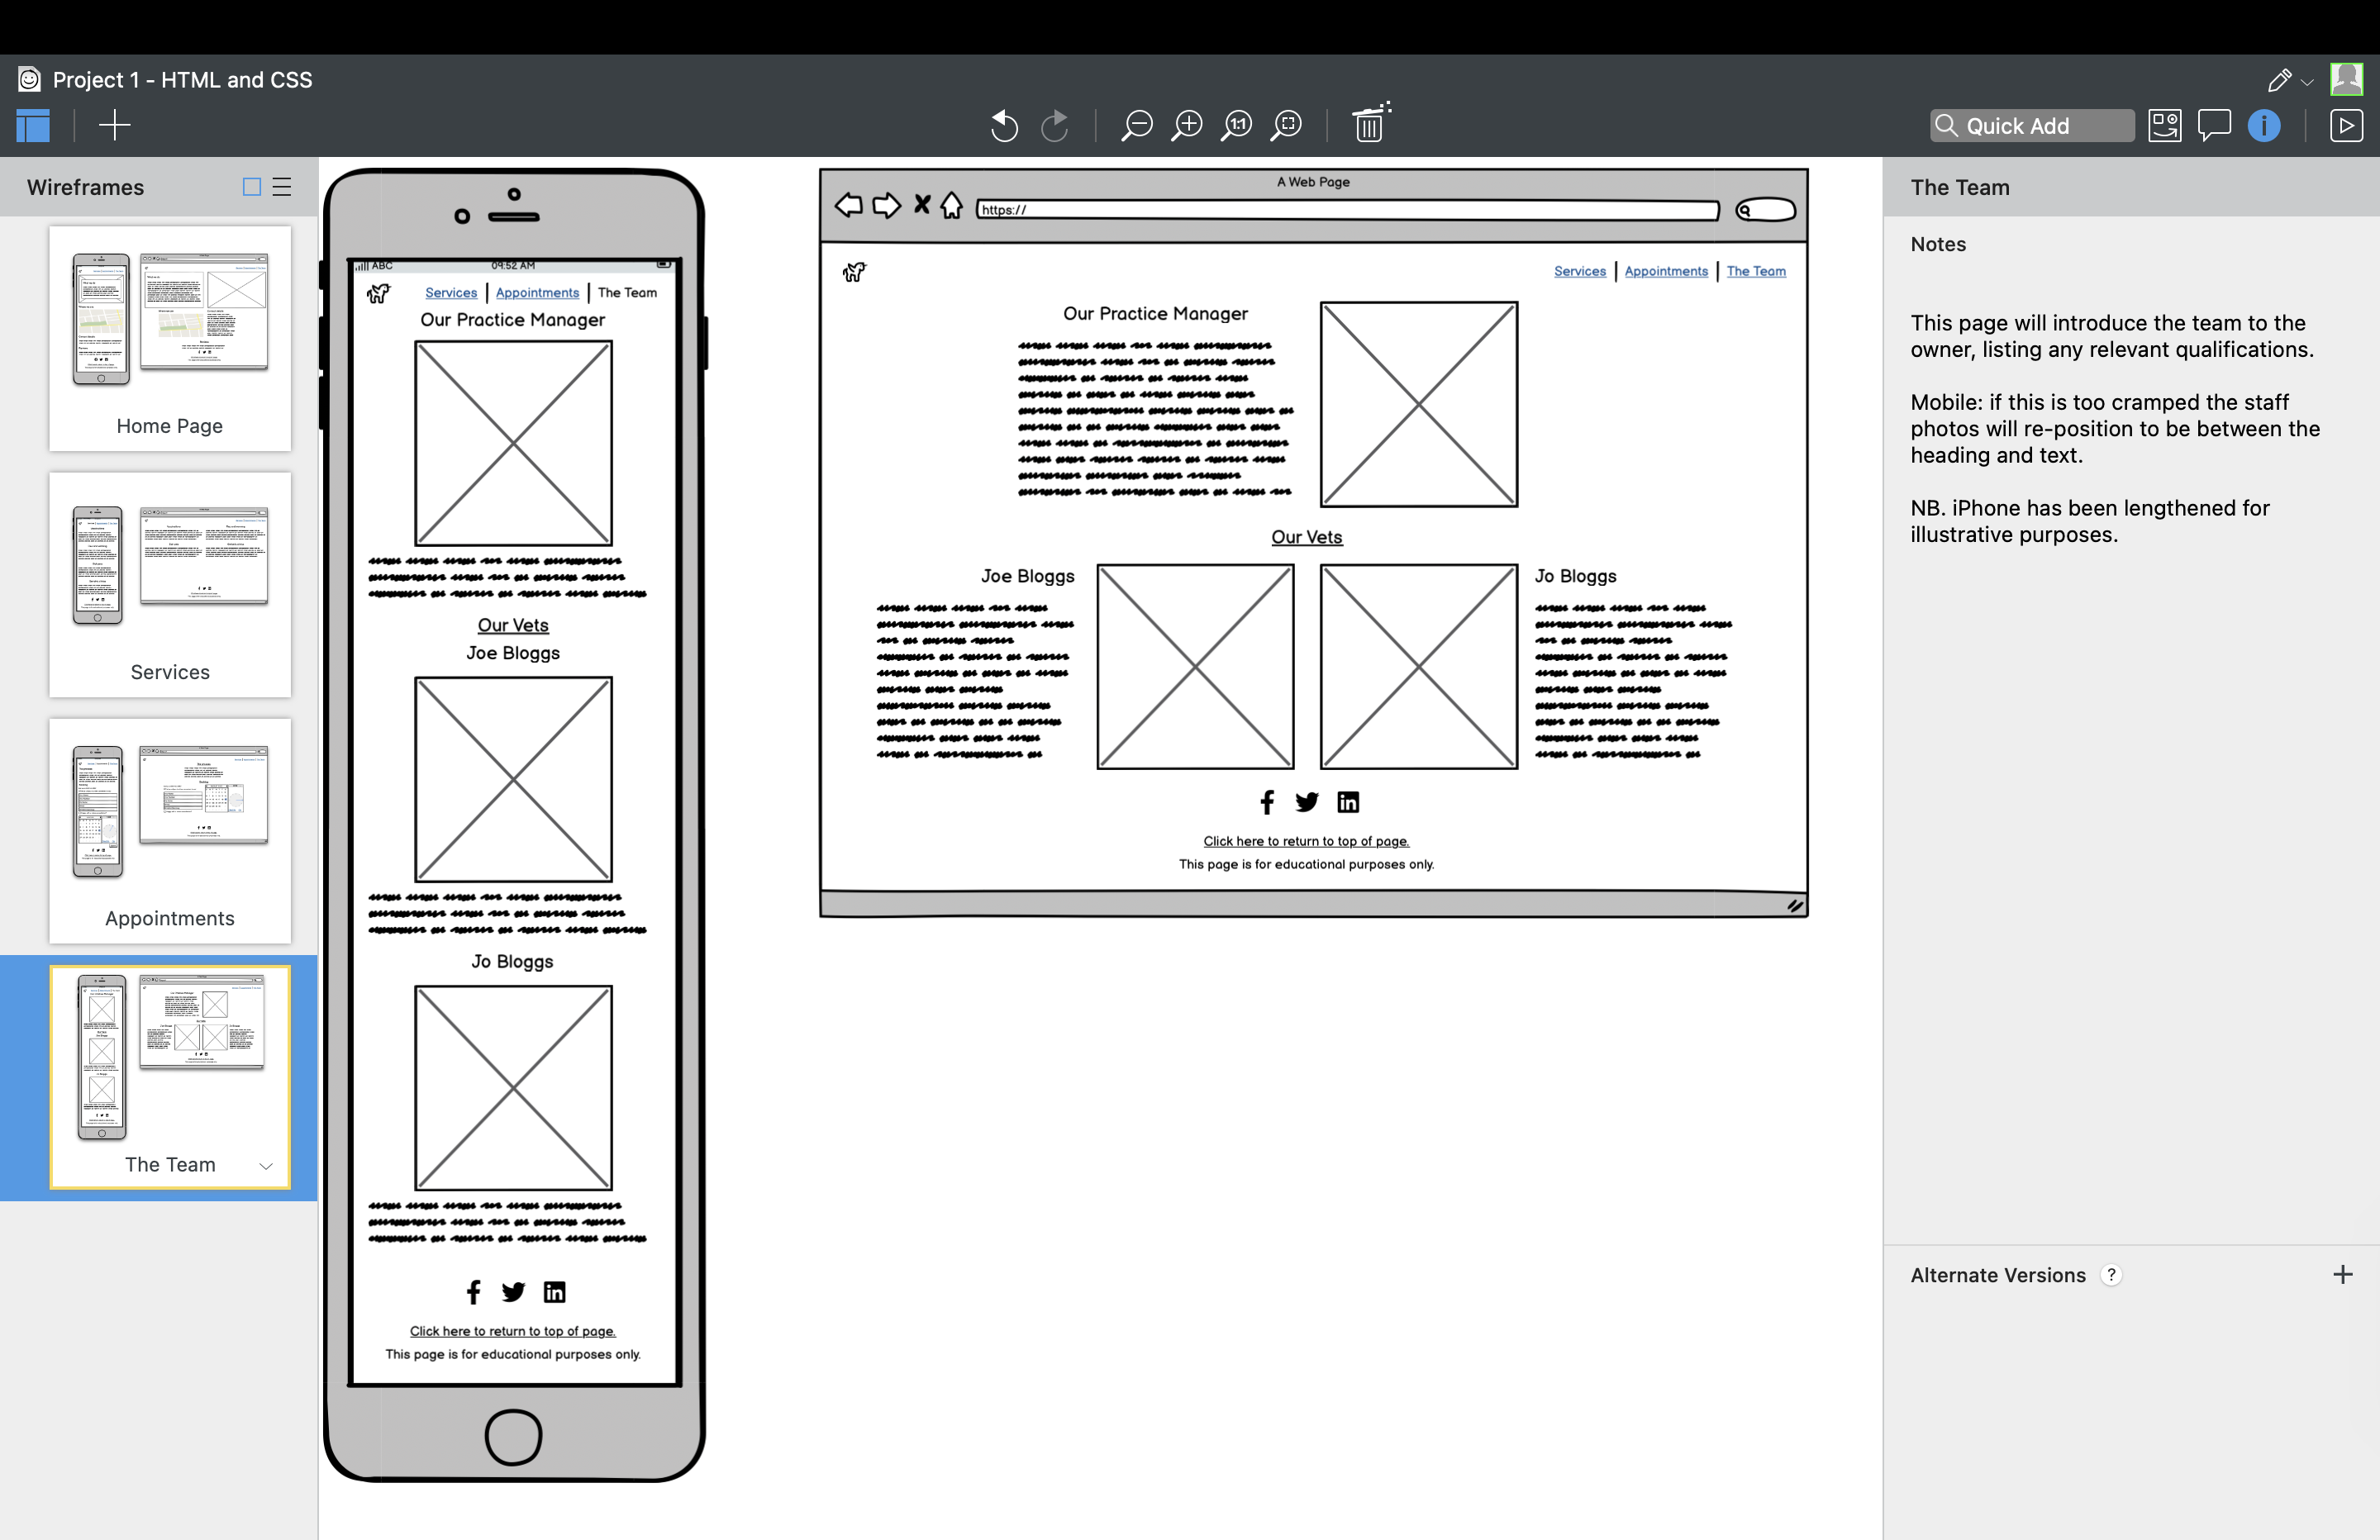 Project 1 - HTML and CSS
Quick Add
1:1
i
Wireframes
Home Page
Services
Appointments
The Team
ABC 09:52 AM
Services | Appointments | The Team
Our Practice Manager
Our Vets
Joe Bloggs
Jo Bloggs
Click here to return to top of page.
This page is for educational purposes only.
A Web Page
https://
Services | Appointments | The Team
Our Practice Manager
Our Vets
Joe Bloggs
Jo Bloggs
Click here to return to top of page.
This page is for educational purposes only.
The Team
Notes
This page will introduce the team to the
owner, listing any relevant qualifications.
Mobile: if this is too cramped the staff
photos will re-position to be between the
heading and text.
NB. iPhone has been lengthened for
illustrative purposes.
Alternate Versions ?